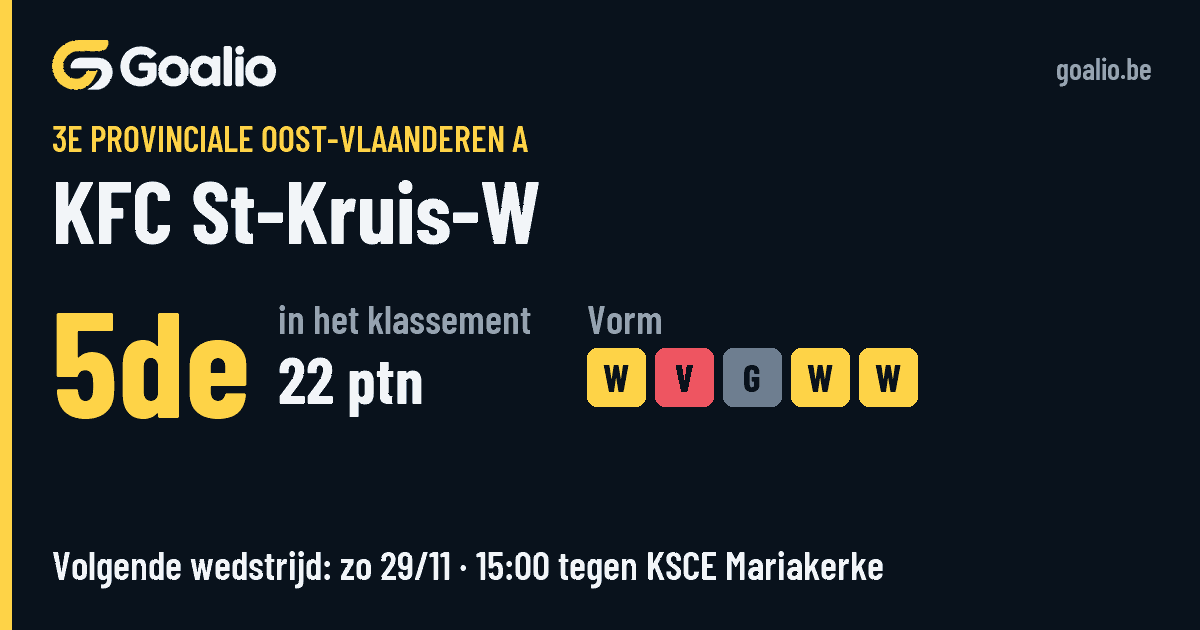 Goalio
goalio.be
3E PROVINCIALE OOST-VLAANDEREN A
KFC St-Kruis-W
5de
in het klassement
22 ptn
Vorm
W V G W W
Volgende wedstrijd: zo 29/11 · 15:00 tegen KSCE Mariakerke